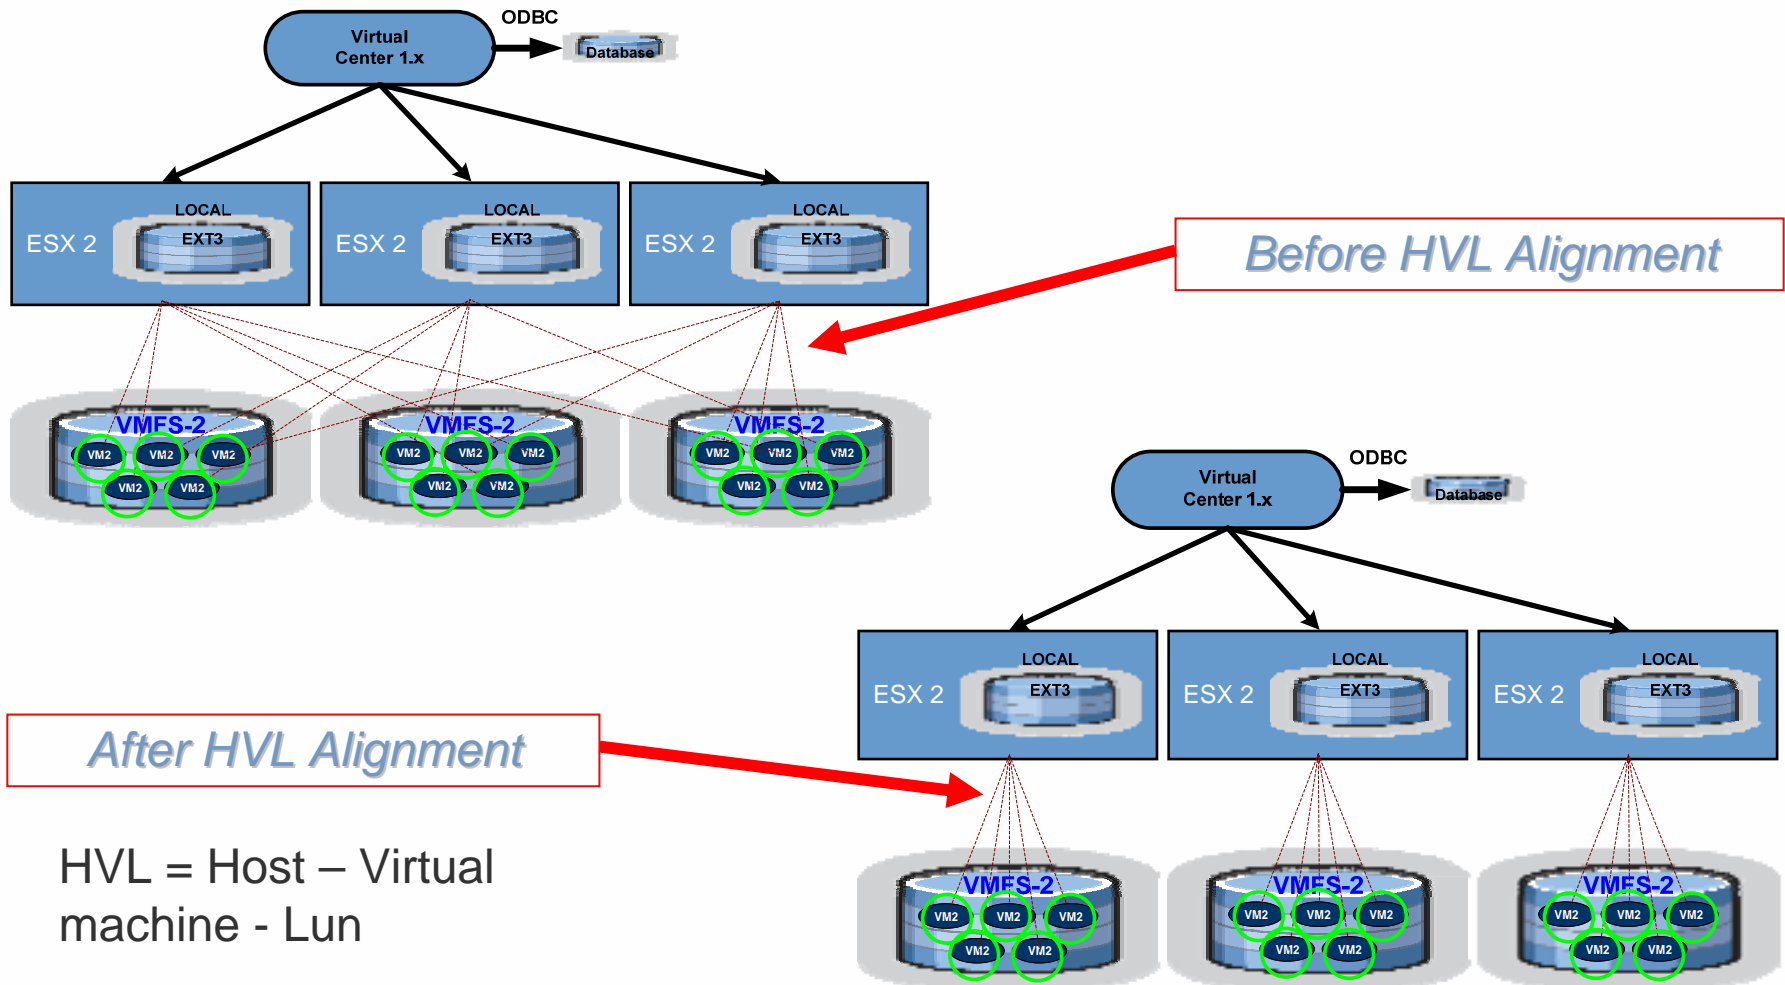 ODBC
Virtual
Center 1.x
Database
LOCAL
EXT3
ESX 2
LOCAL
EXT3
ESX 2
LOCAL
EXT3
ESX 2
Before HVL Alignment
VMFS-2
VM2 VM2 VM2
VM2 VM2
VMFS-2
VM2 VM2 VM2
VM2 VM2
VMFS-2
VM2 VM2 VM2
VM2 VM2
ODBC
Virtual
Center 1.x
Database
LOCAL
EXT3
ESX 2
LOCAL
EXT3
ESX 2
LOCAL
EXT3
ESX 2
After HVL Alignment
HVL = Host – Virtual
machine - Lun
VMFS-2
VM2 VM2 VM2
VM2 VM2
VMFS-2
VM2 VM2 VM2
VM2 VM2
VMFS-2
VM2 VM2 VM2
VM2 VM2